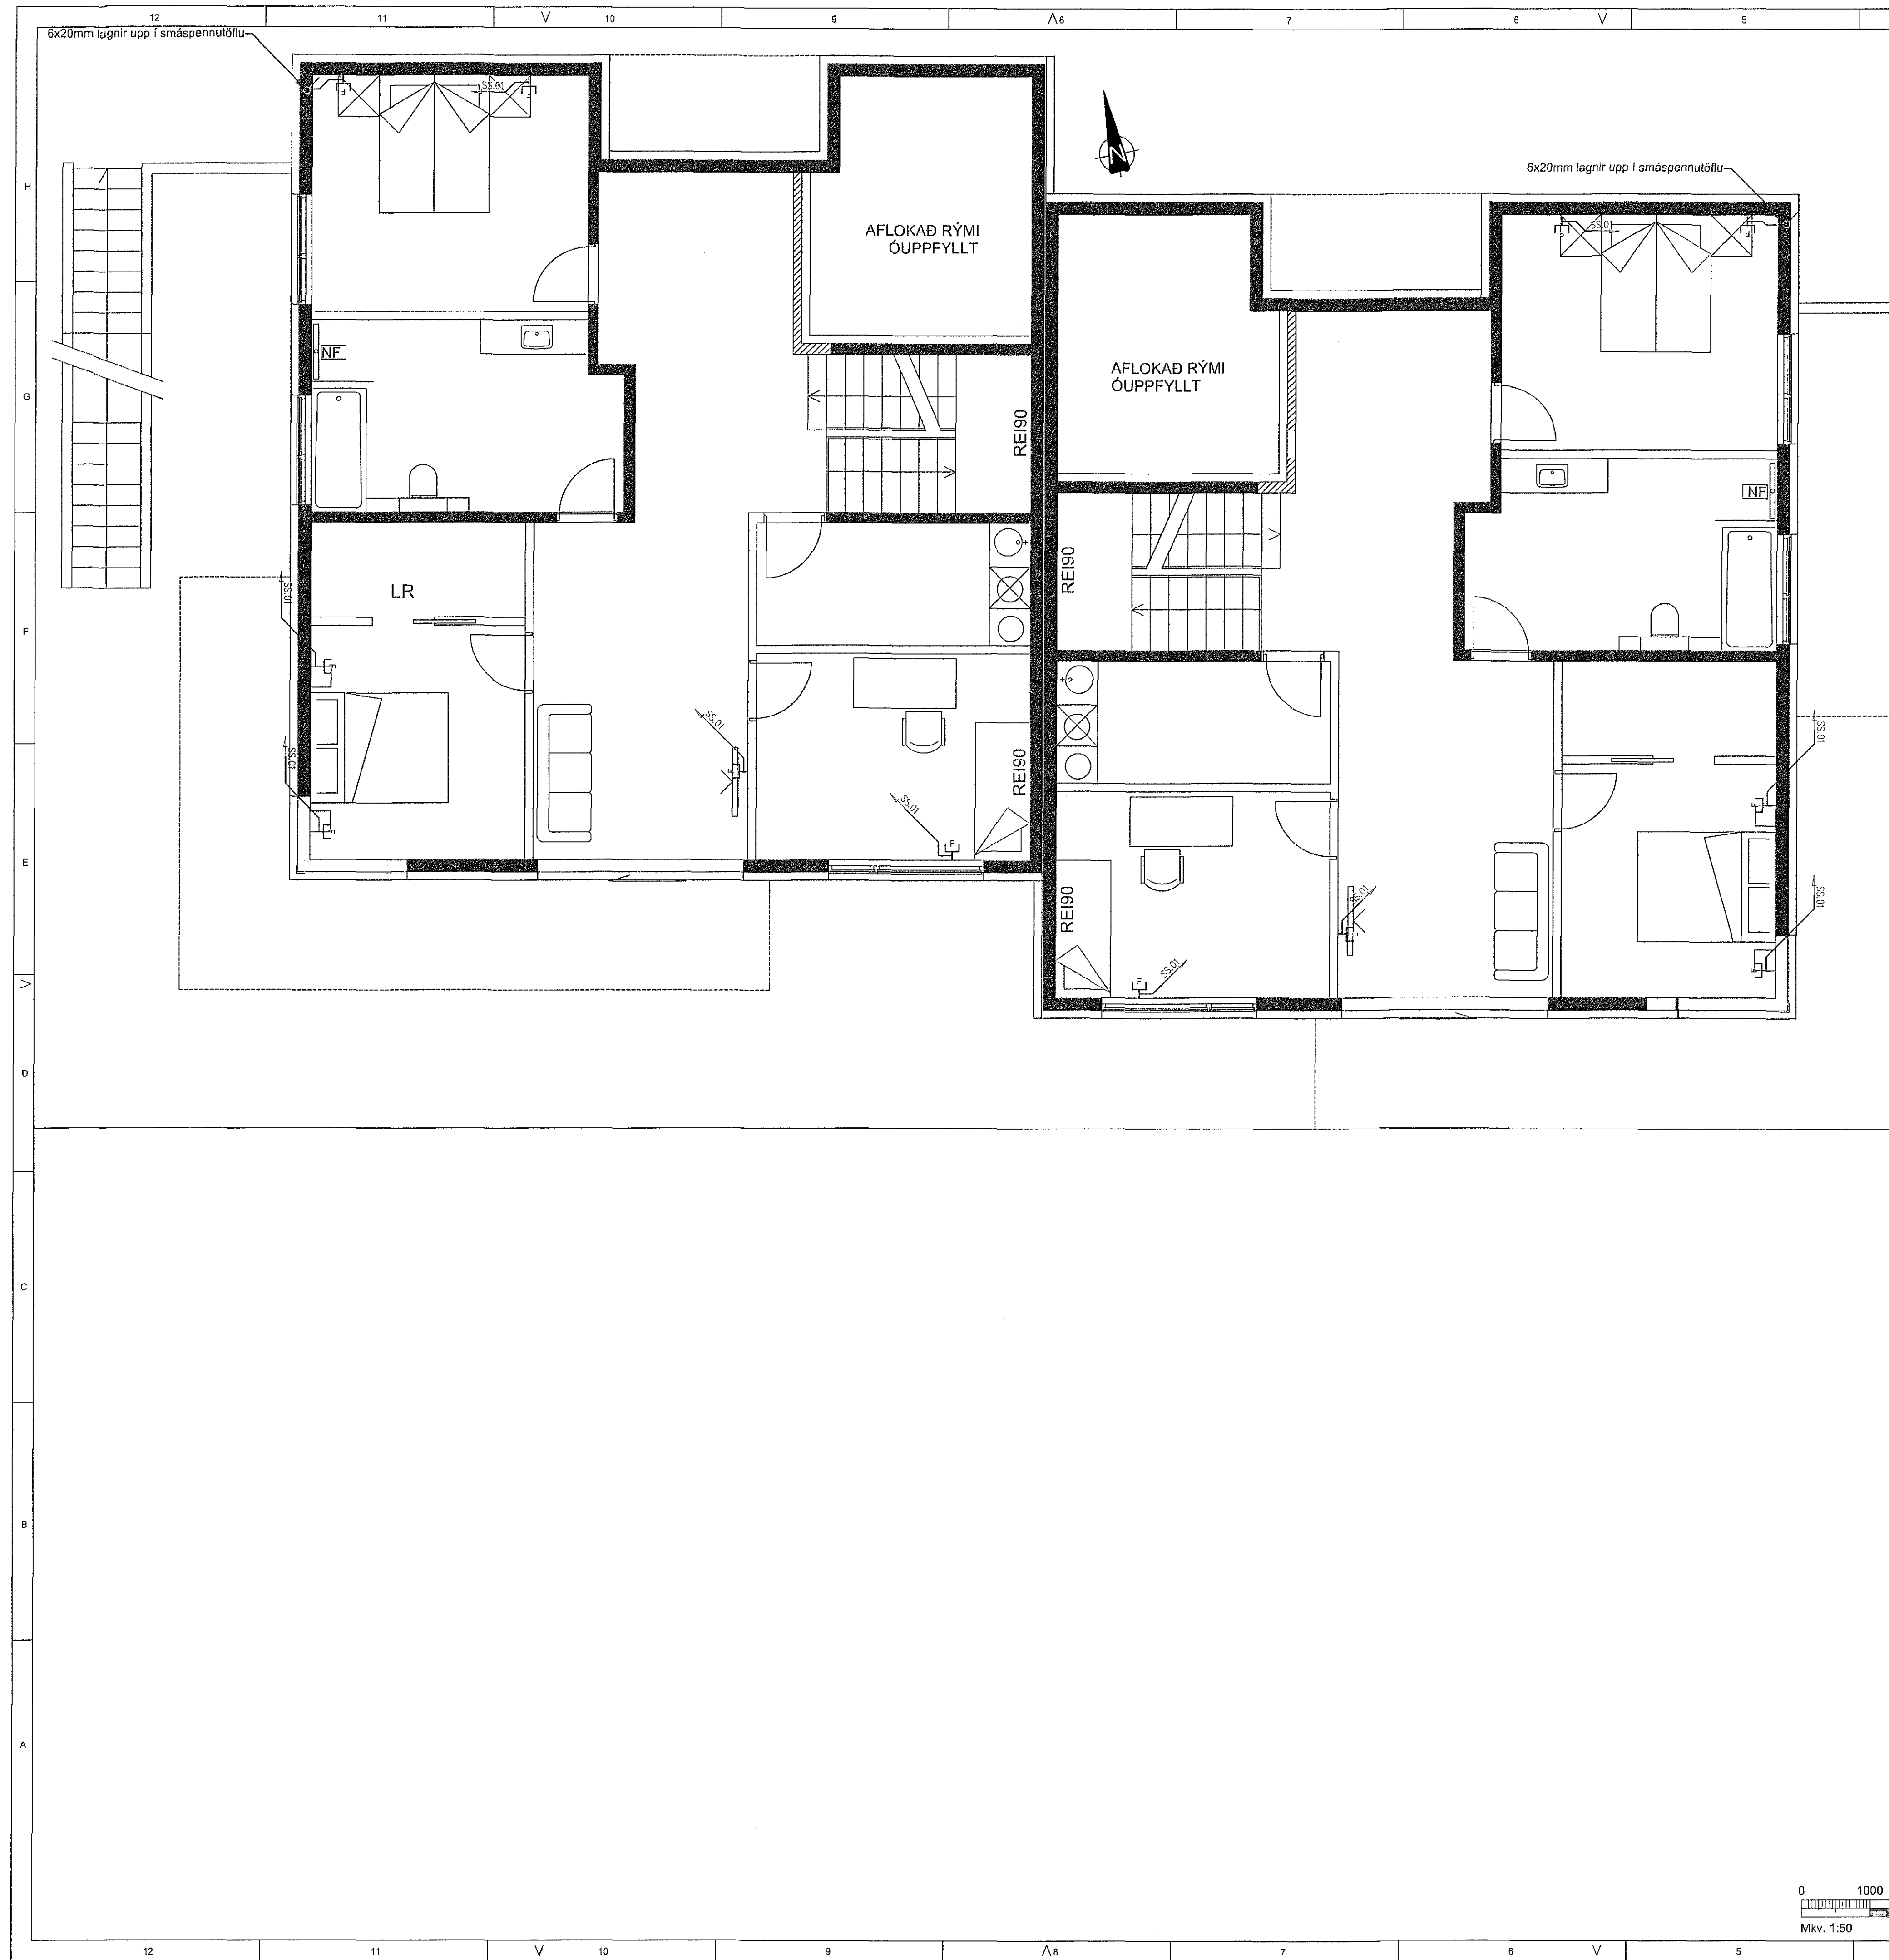 12 11 10 9 8 7 6 5
6x20mm lagnir upp í smáspennutöflu
SS.01
6x20mm lagnir upp í smáspennutöflu
SS.01
H
AFLOKAÐ RÝMI
ÓUPPFYLLT
N
F F
F F
NF
G
REI90
AFLOKAÐ RÝMI
ÓUPPFYLLT
NF
REI90
LR
SS.01
F
F
SS.01
SS.01
F
F
REI90
SS.01
F
SS.01
F
E
F
REI90
SS.01
F
SS.01
F
SS.01
F
D
C
B
A
0 1000
Mkv. 1:50
12 11 10 9 8 7 6 5